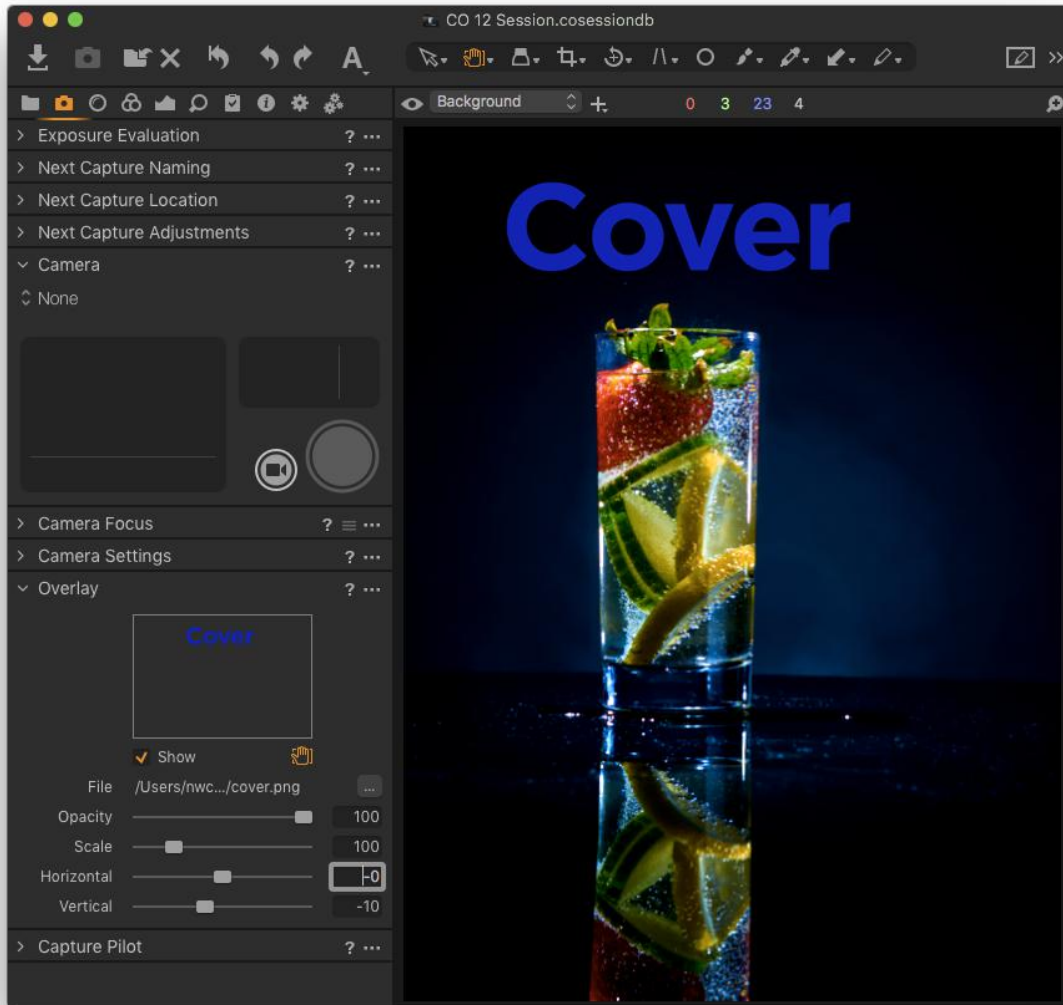 CO 12 Session.cosessiondb
A
Background
0 3 23 4
Exposure Evaluation ? ...
Next Capture Naming ? ...
Next Capture Location ? ...
Next Capture Adjustments ? ...
Camera ? ...
None
Camera Focus ? ...
Camera Settings ? ...
Overlay ? ...
Cover
Show
File /Users/nwc.../cover.png ...
Opacity 100
Scale 100
Horizontal -0
Vertical -10
Capture Pilot ? ...
Cover